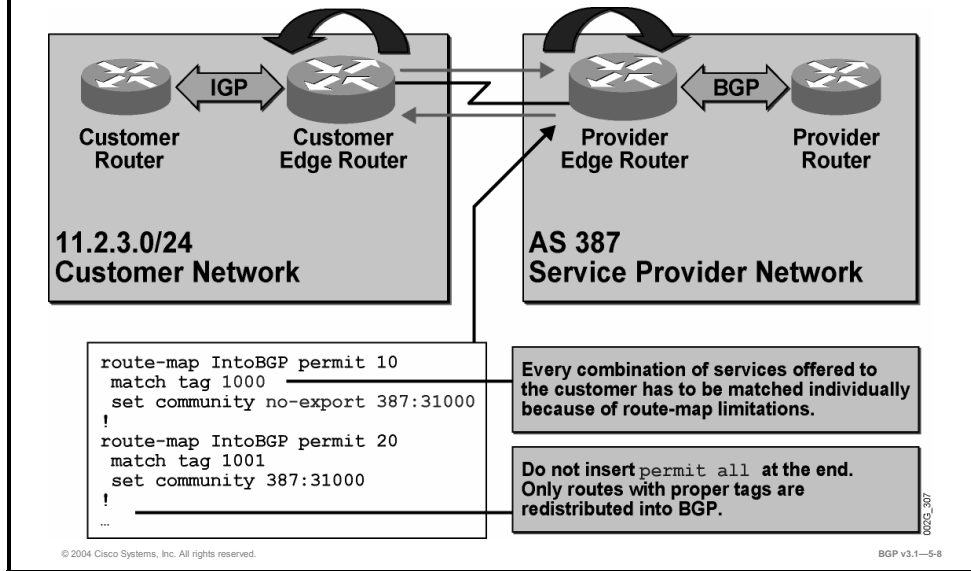 IGP
BGP
Customer
Router
Customer
Edge Router
Provider
Edge Router
Provider
Router
11.2.3.0/24
Customer Network
AS 387
Service Provider Network
route-map IntoBGP permit 10
match tag 1000
set community no-export 387:31000
!
route-map IntoBGP permit 20
match tag 1001
set community 387:31000
!
…
Every combination of services offered to
the customer has to be matched individually
because of route-map limitations.
Do not insert permit all at the end.
Only routes with proper tags are
redistributed into BGP.
002G_307
© 2004 Cisco Systems, Inc. All rights reserved.
BGP v3.1—5-8